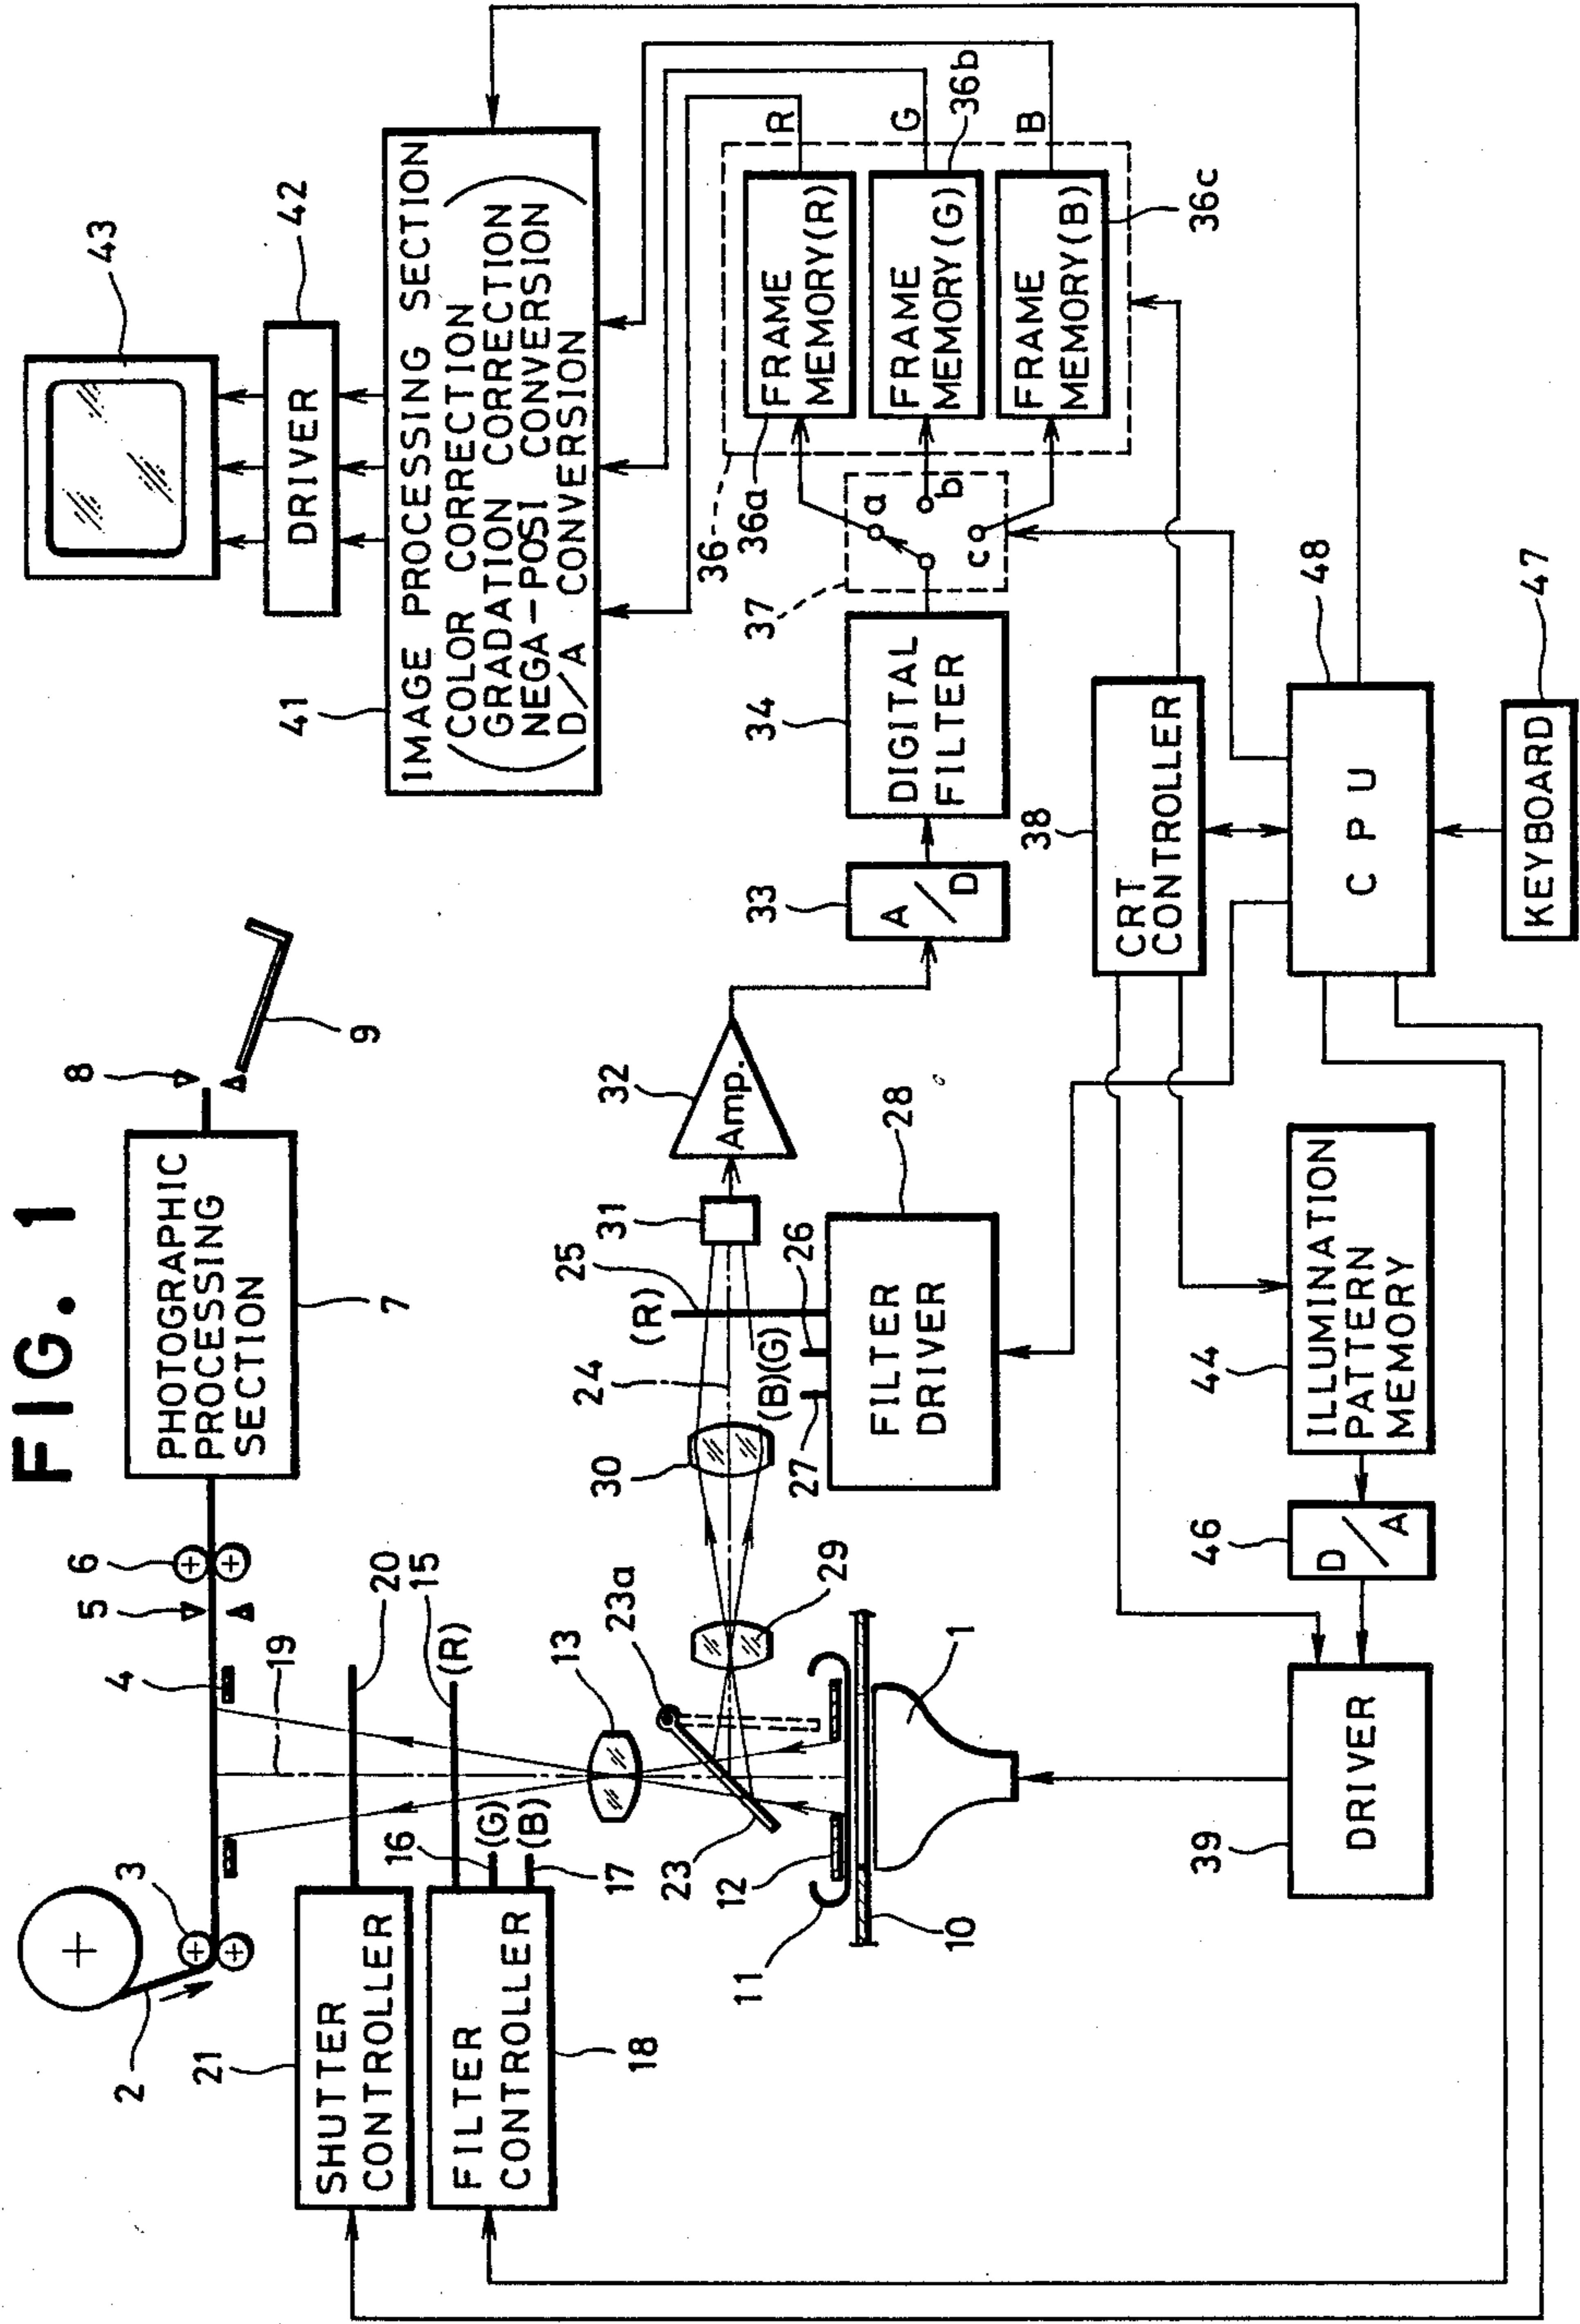 FIG. 1
2
3
4
5
6
PHOTOGRAPHIC
PROCESSING
SECTION
7
8
9
SHUTTER
CONTROLLER
21
FILTER
CONTROLLER
18
19
20
15
(R)
16
(G)
(B)
17
13
23a
23
12
11
10
1
29
30
24
(R)
25
(B)(G)
26
27
FILTER
DRIVER
28
31
32
Amp.
33
A/D
34
DIGITAL
FILTER
37
a
b
c
36
36a
FRAME
MEMORY(R)
R
FRAME
MEMORY(G)
G
36b
FRAME
MEMORY(B)
B
36c
41
IMAGE PROCESSING SECTION
(COLOR CORRECTION
GRADATION CORRECTION
NEGA-POSI CONVERSION
D/A CONVERSION)
DRIVER
42
43
38
CRT
CONTROLLER
CPU
48
KEYBOARD
47
44
ILLUMINATION
PATTERN
MEMORY
46
D/A
39
DRIVER